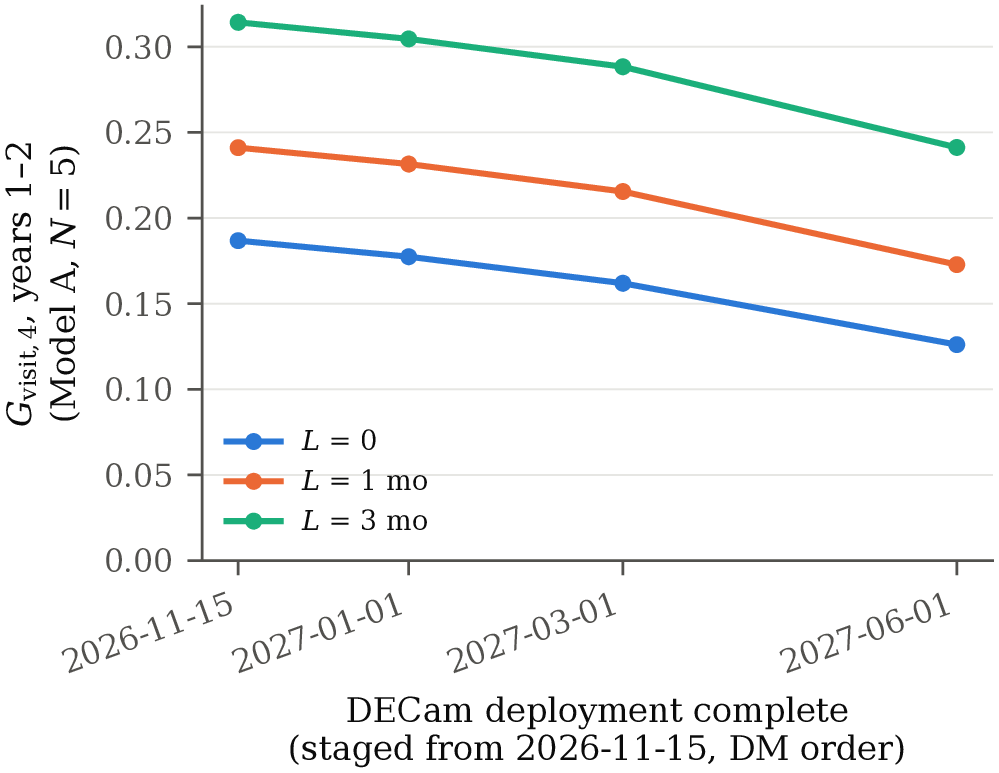 0.30
0.25
0.20
0.15
0.10
0.05
0.00
G_visit, 4, years 1–2
(Model A, N = 5)
L = 0
L = 1 mo
L = 3 mo
2026-11-15
2027-01-01
2027-03-01
2027-06-01
DECam deployment complete
(staged from 2026-11-15, DM order)